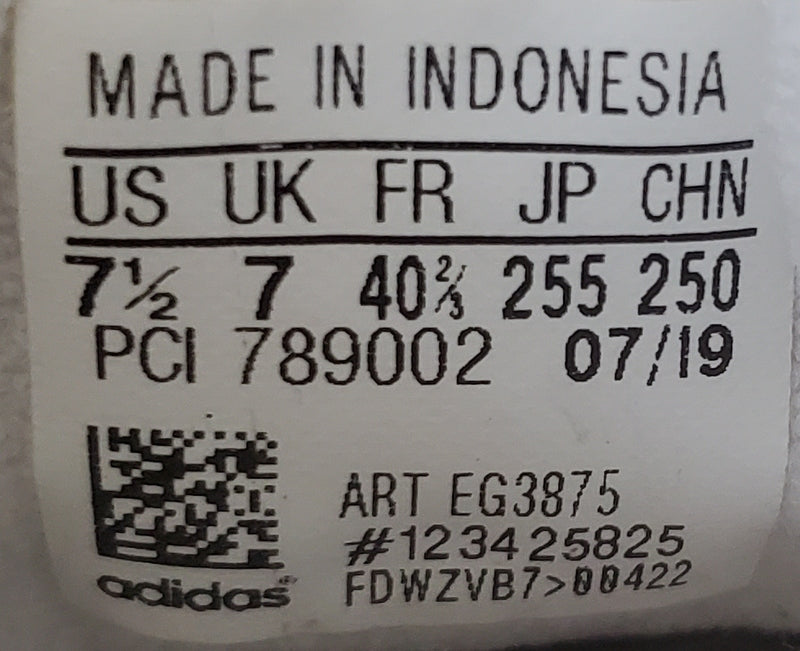 MADE IN INDONESIA
US UK FR JP CHN
7½ 7 40⅔ 255 250
PCI 789002 07/19
ART EG3875
#123425825
FDWZVB7>00422
adidas